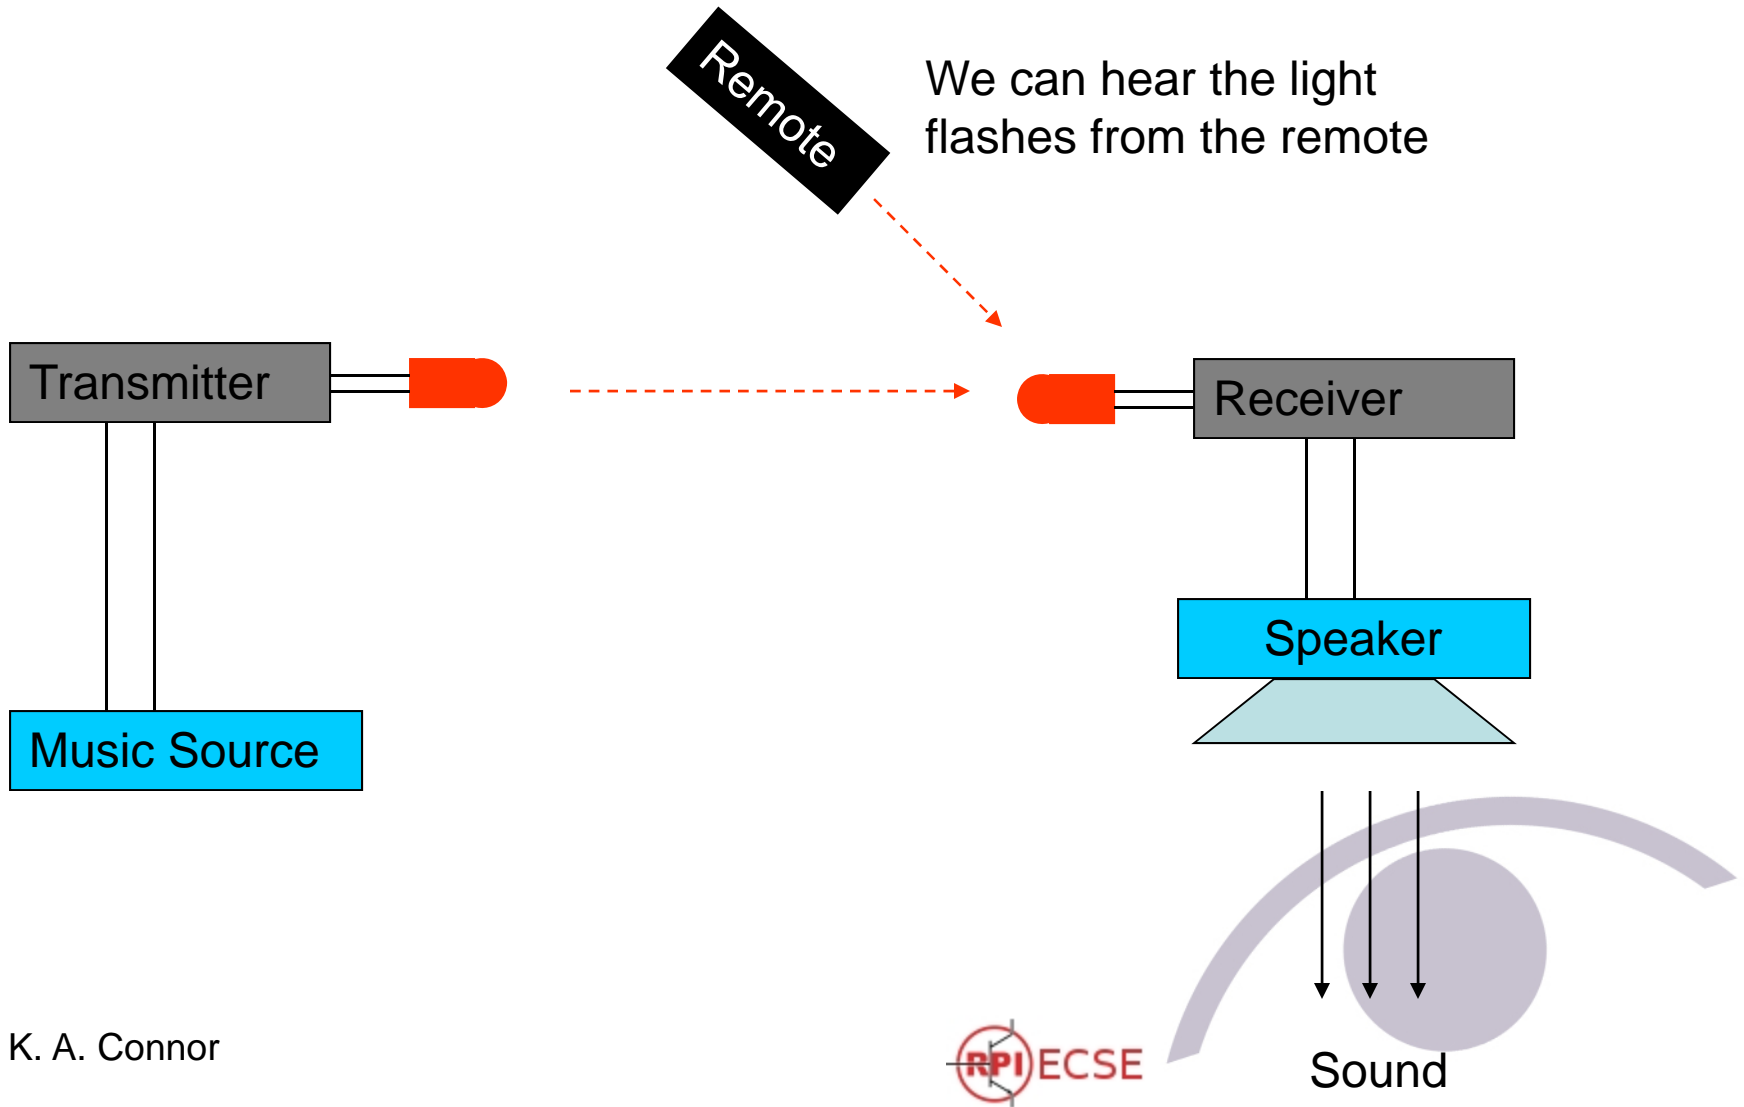 Remote
We can hear the light
flashes from the remote
Transmitter
Receiver
Speaker
Music Source
K. A. Connor
RPI ECSE
Sound